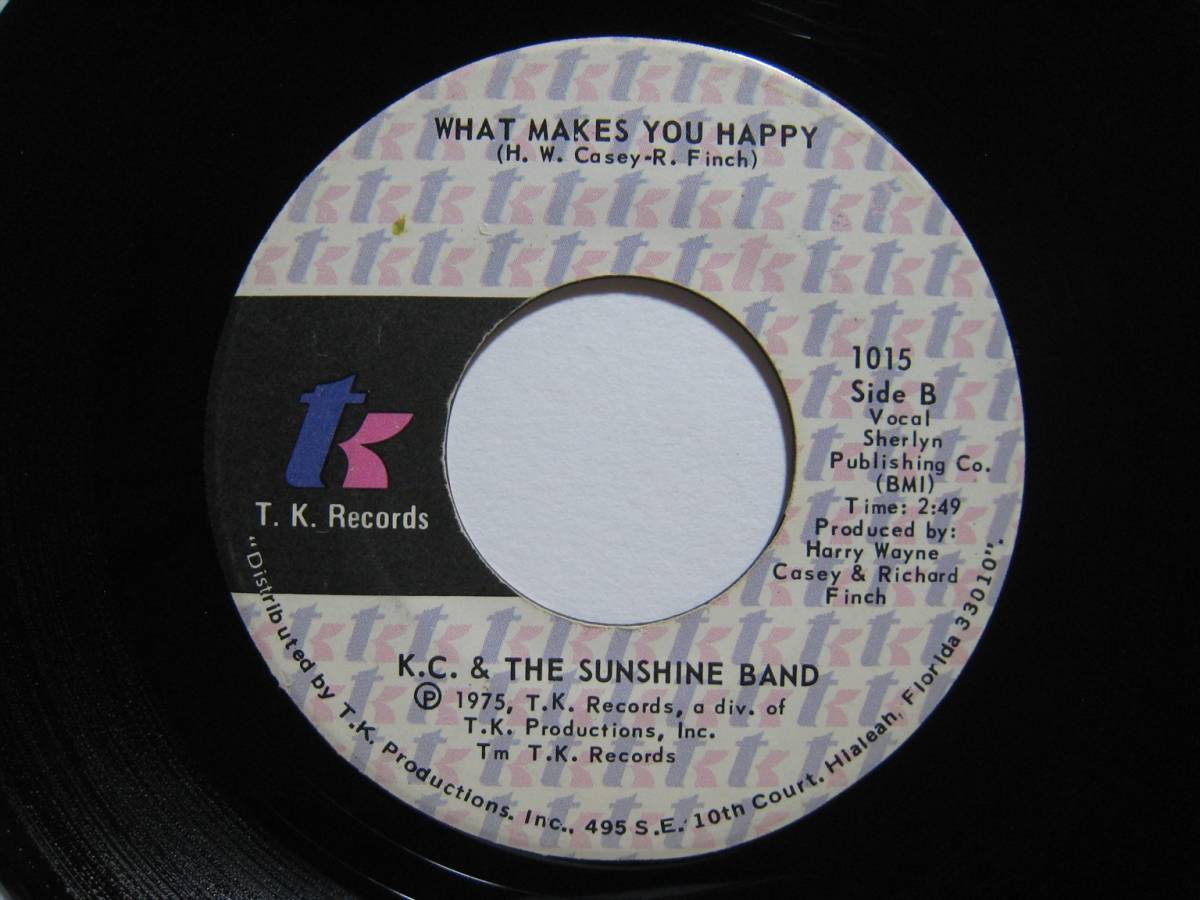 WHAT MAKES YOU HAPPY
(H. W. Casey-R. Finch)
tk
T. K. Records
1015
Side B
Vocal
Sherlyn
Publishing Co.
(BMI)
Time: 2:49
Produced by:
Harry Wayne
Casey & Richard
Finch
K.C. & THE SUNSHINE BAND
℗ 1975, T.K. Records, a div. of
T.K. Productions, Inc.
Tm T.K. Records
"Distributed by T.K. Productions. Inc., 495 S.E. 10th Court. Hialeah, Florida 33010".